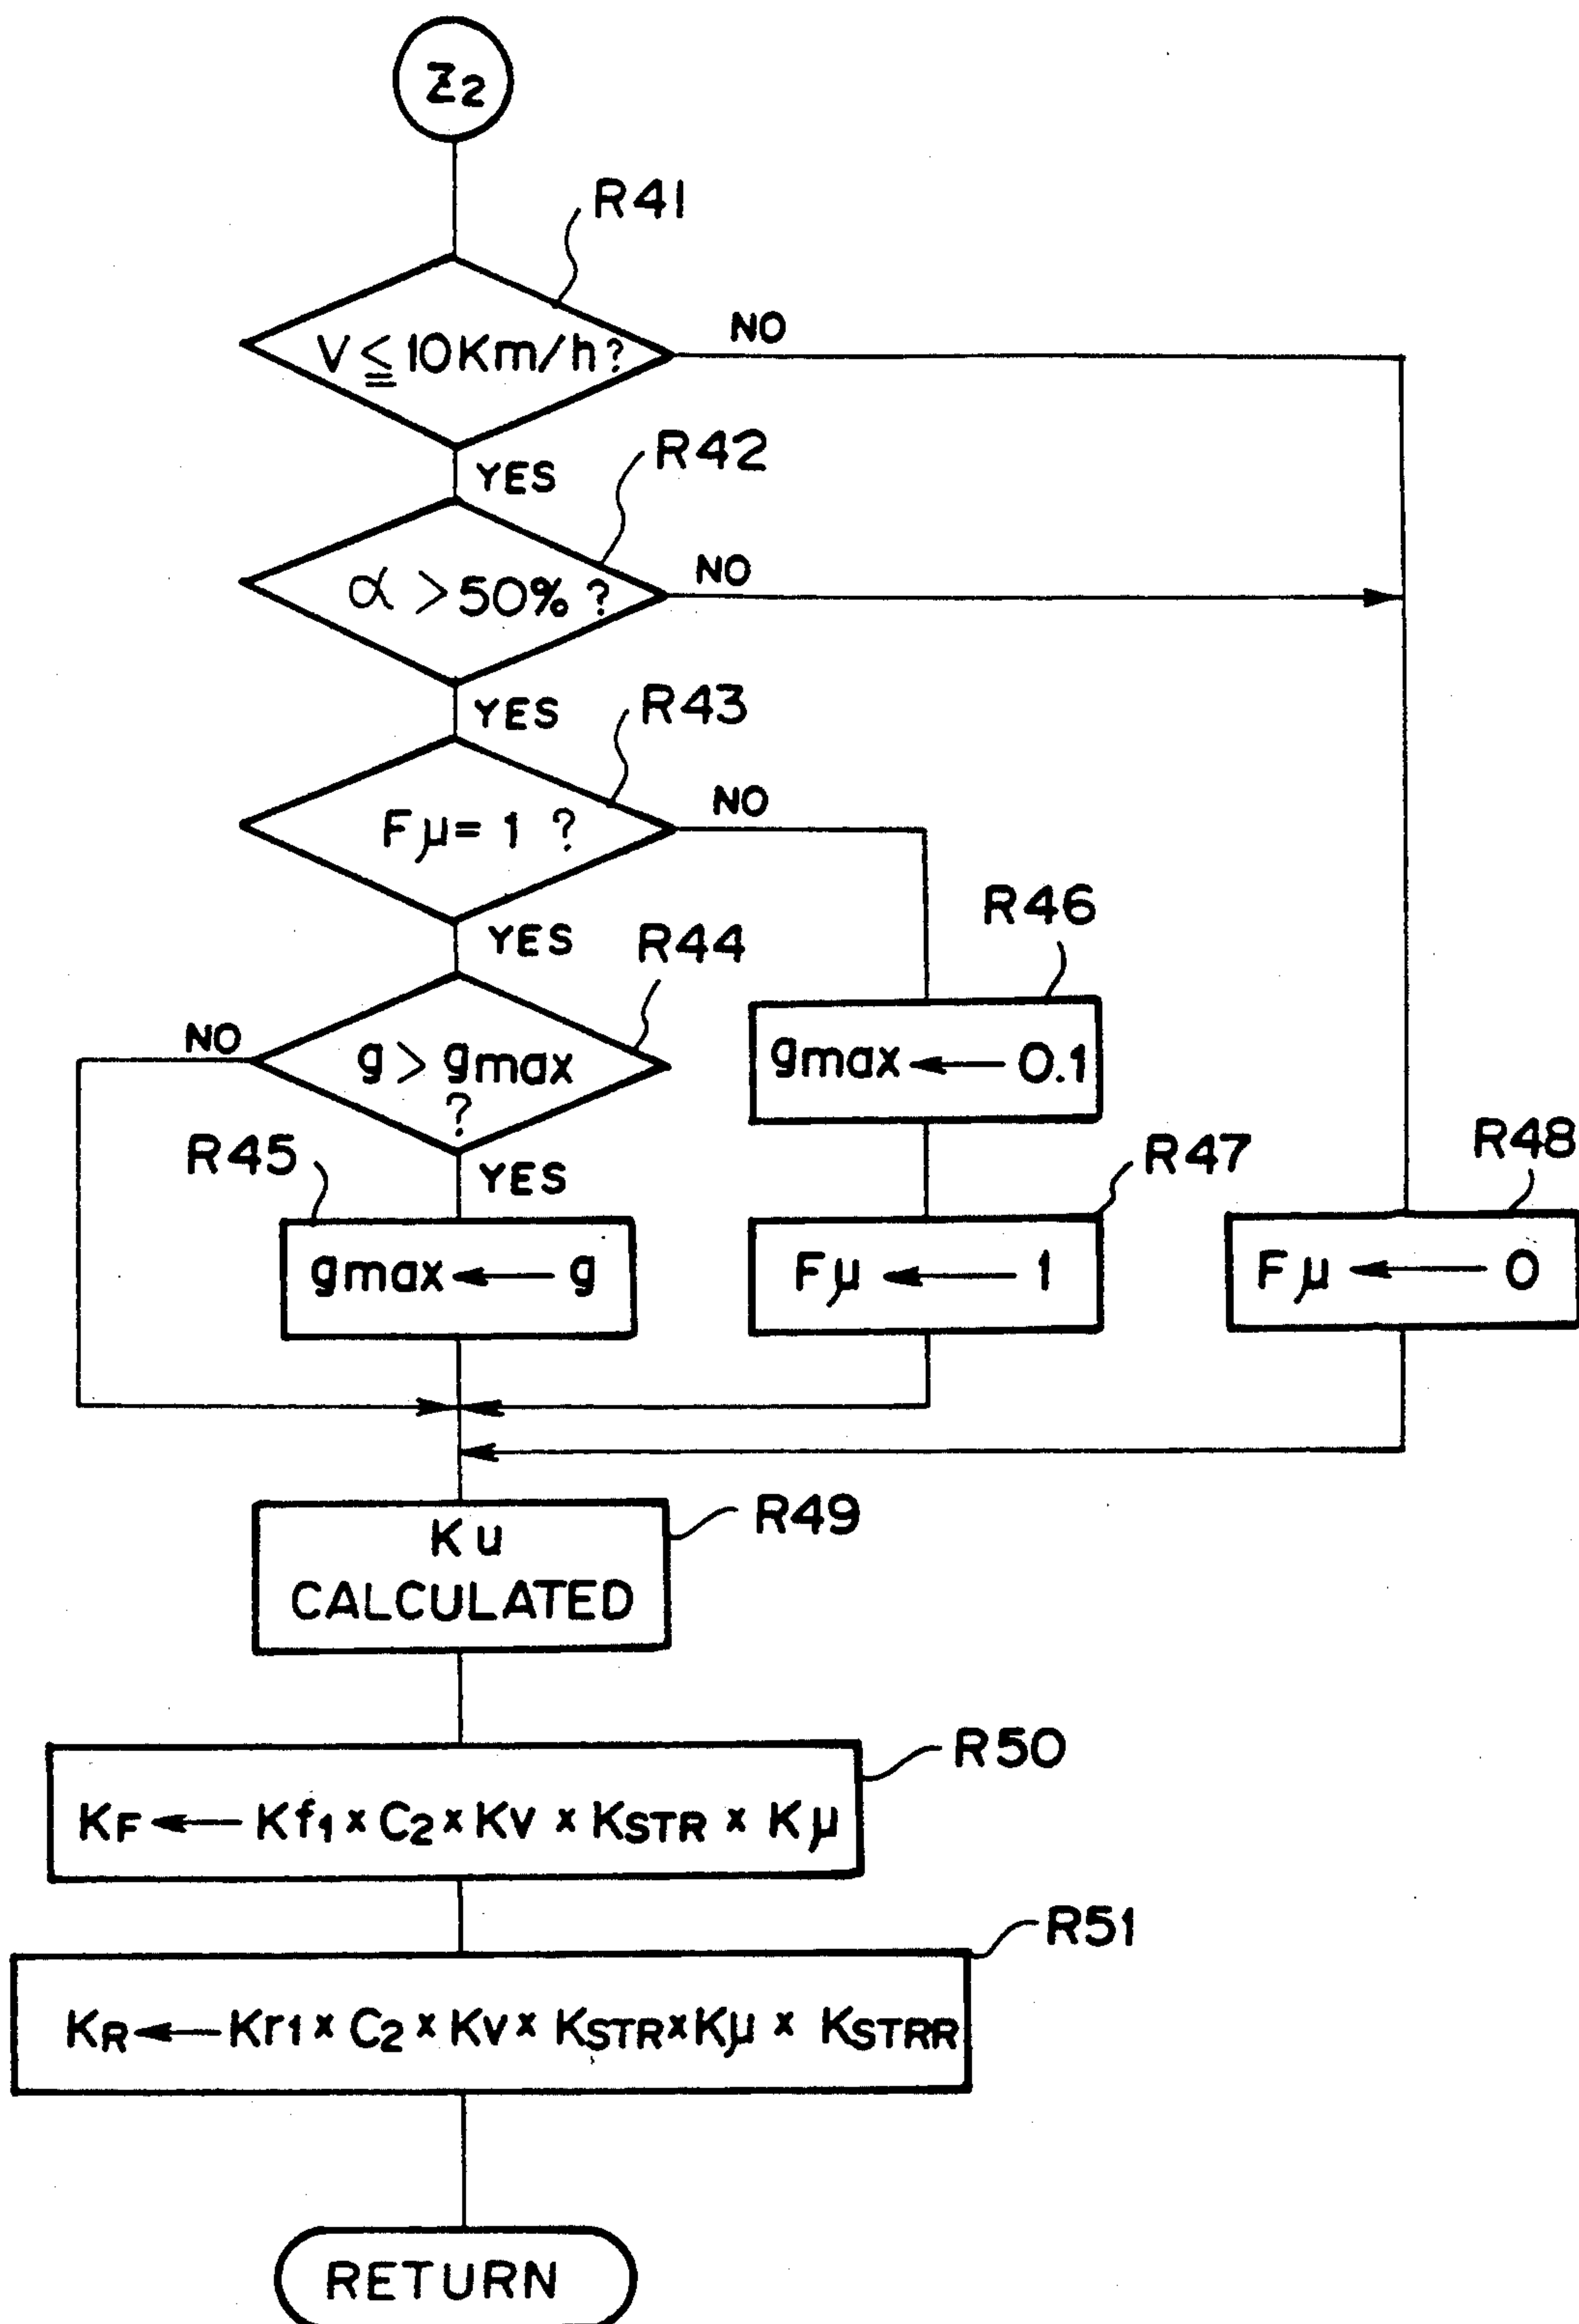 Z2
R41
V ≦ 10Km/h?
NO
YES
R42
α > 50% ?
NO
YES
R43
Fμ = 1 ?
NO
YES
R44
R46
NO
g > gmax
?
gmax ← 0.1
R45
YES
R47
R48
gmax ← g
Fμ ← 1
Fμ ← 0
R49
Ku
CALCULATED
R50
KF ← Kf1 × C2 × KV × KSTR × Kμ
R51
KR ← Kr1 × C2 × KV × KSTR × Kμ × KSTRR
RETURN